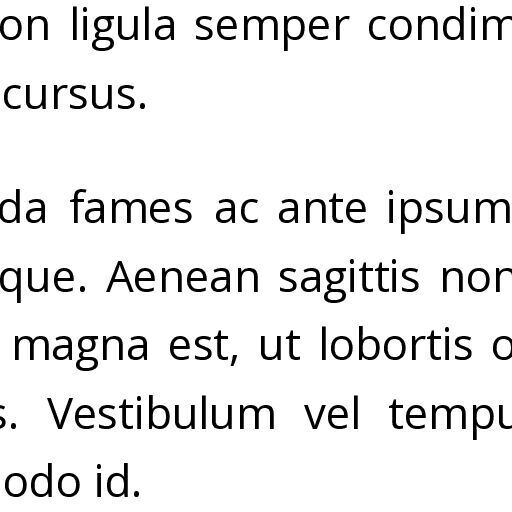 on ligula semper condim
cursus.
da fames ac ante ipsum
que. Aenean sagittis non
magna est, ut lobortis o
s. Vestibulum vel tempu
odo id.